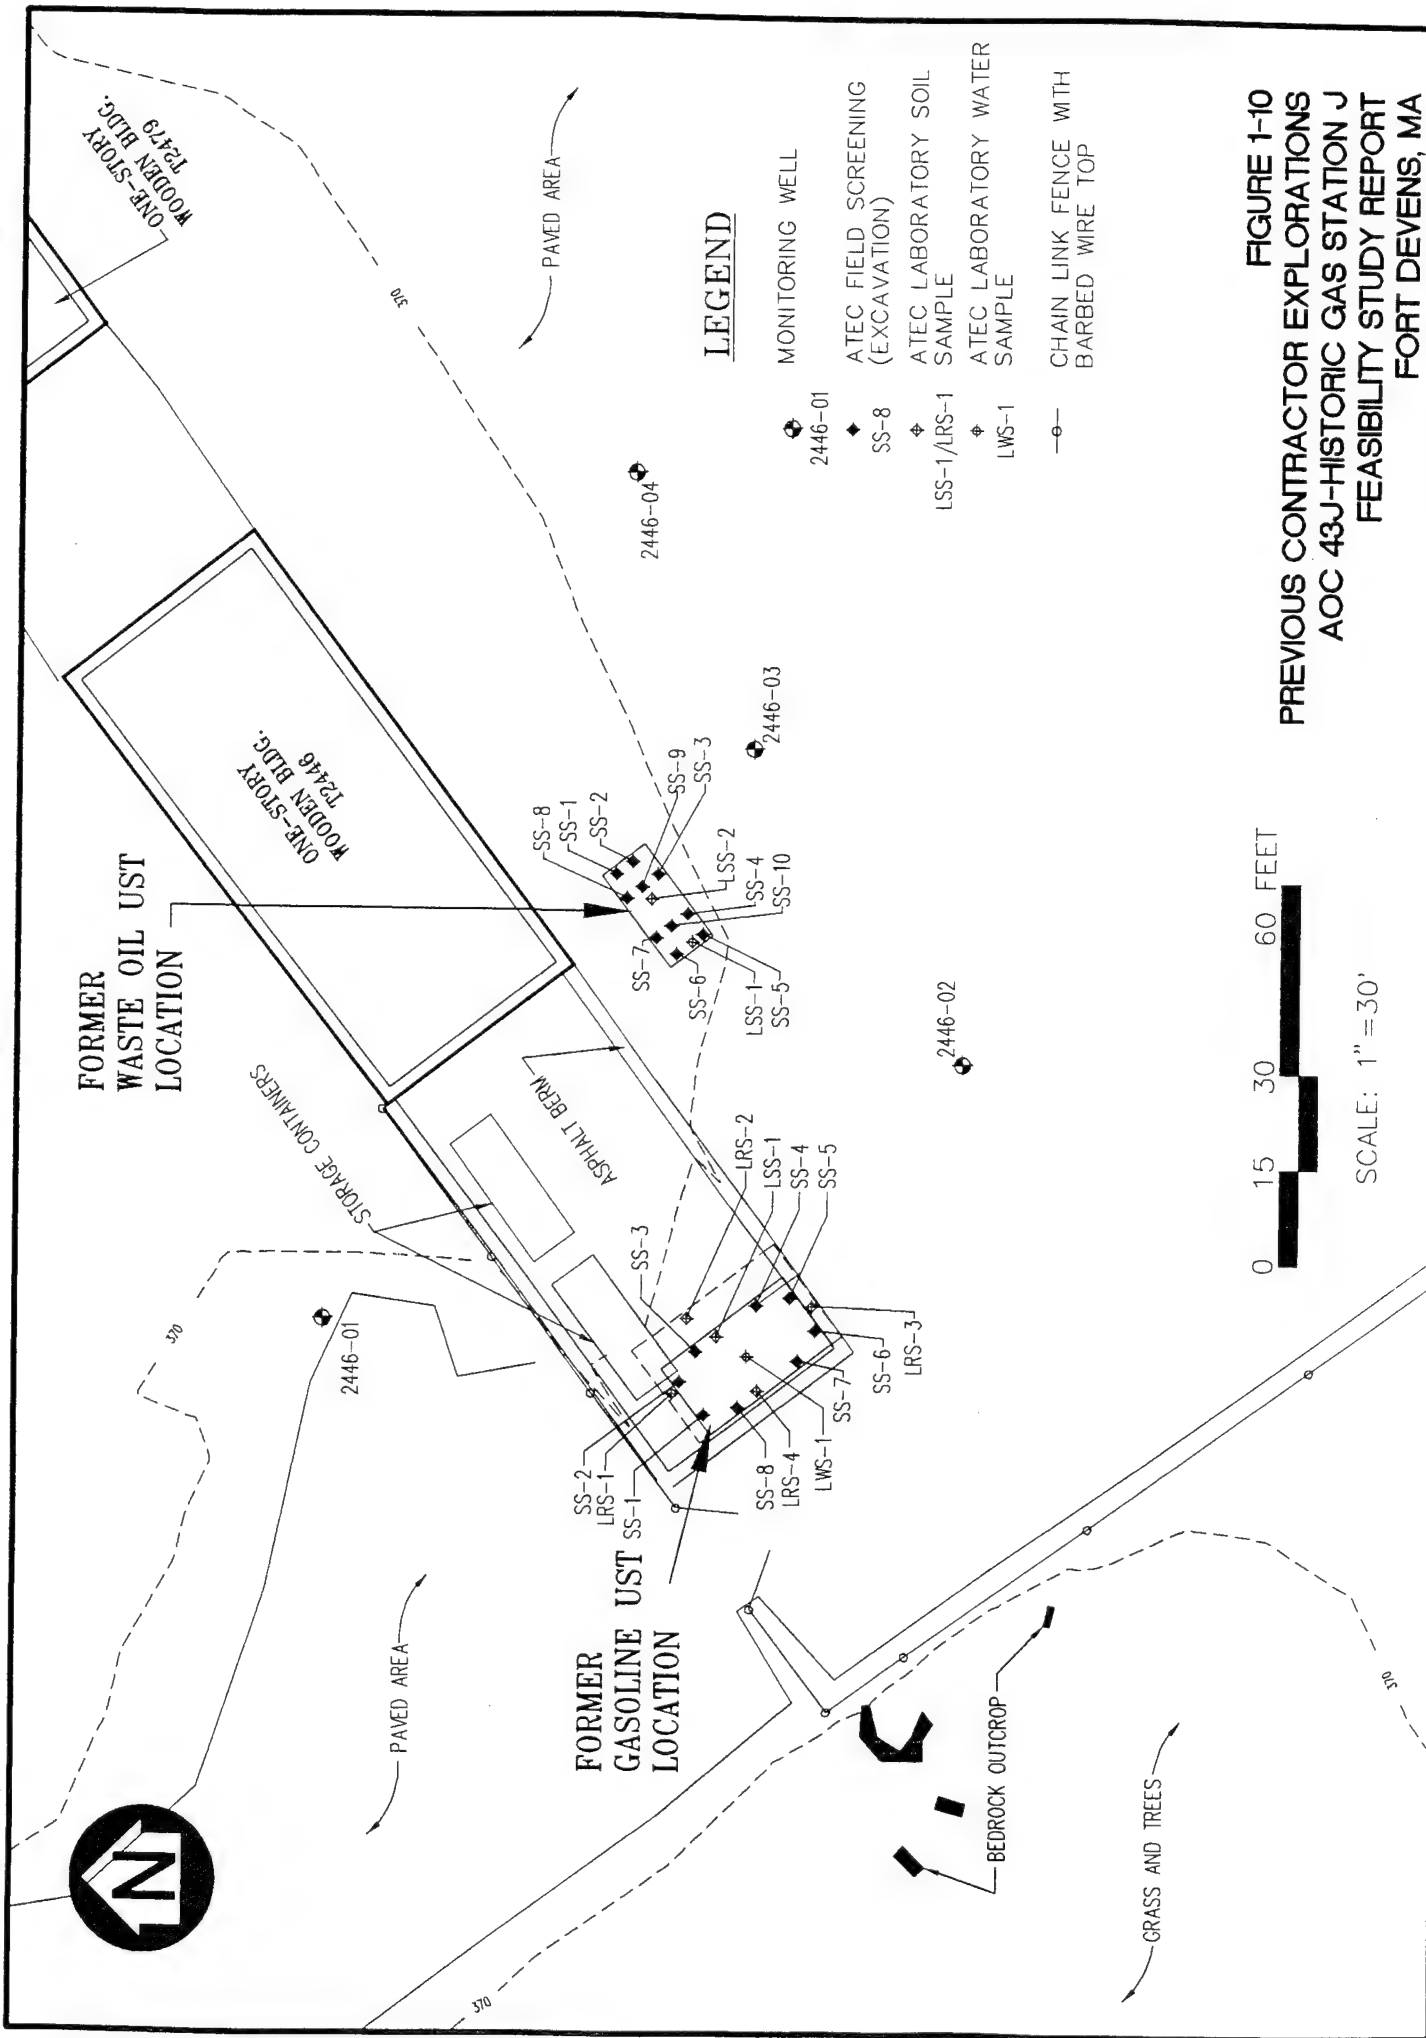 N
PAVED AREA
370
2446-01
STORAGE CONTAINERS
FORMER
WASTE OIL UST
LOCATION
ONE-STORY
WOODEN BLDG.
T2446
ONE-STORY
WOODEN BLDG.
T2479
370
370
PAVED AREA
ASPHALT BERM
FORMER
GASOLINE UST
LOCATION
SS-2
LRS-1
SS-1
SS-3
LRS-2
LSS-1
SS-4
SS-5
SS-8
LRS-4
LWS-1
SS-7
SS-6
LRS-3
SS-7
SS-6
LSS-1
SS-5
SS-8
SS-1
SS-2
SS-9
SS-3
LSS-2
SS-4
SS-10
2446-04
2446-03
2446-02
BEDROCK OUTCROP
GRASS AND TREES
370
LEGEND
2446-01 MONITORING WELL
SS-8 ATEC FIELD SCREENING
(EXCAVATION)
LSS-1/LRS-1 ATEC LABORATORY SOIL
SAMPLE
LWS-1 ATEC LABORATORY WATER
SAMPLE
CHAIN LINK FENCE WITH
BARBED WIRE TOP
0 15 30 60 FEET
SCALE: 1"=30'
FIGURE 1-10
PREVIOUS CONTRACTOR EXPLORATIONS
AOC 43J-HISTORIC GAS STATION J
FEASIBILITY STUDY REPORT
FORT DEVENS, MA